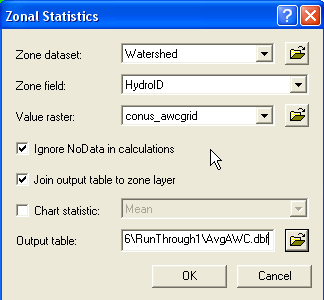 Zonal Statistics
Zone dataset: Watershed
Zone field: HydroID
Value raster: conus_awcgrid
Ignore NoData in calculations
Join output table to zone layer
Chart statistic: Mean
Output table: 6\RunThrough1\AvgAWC.dbf
OK Cancel